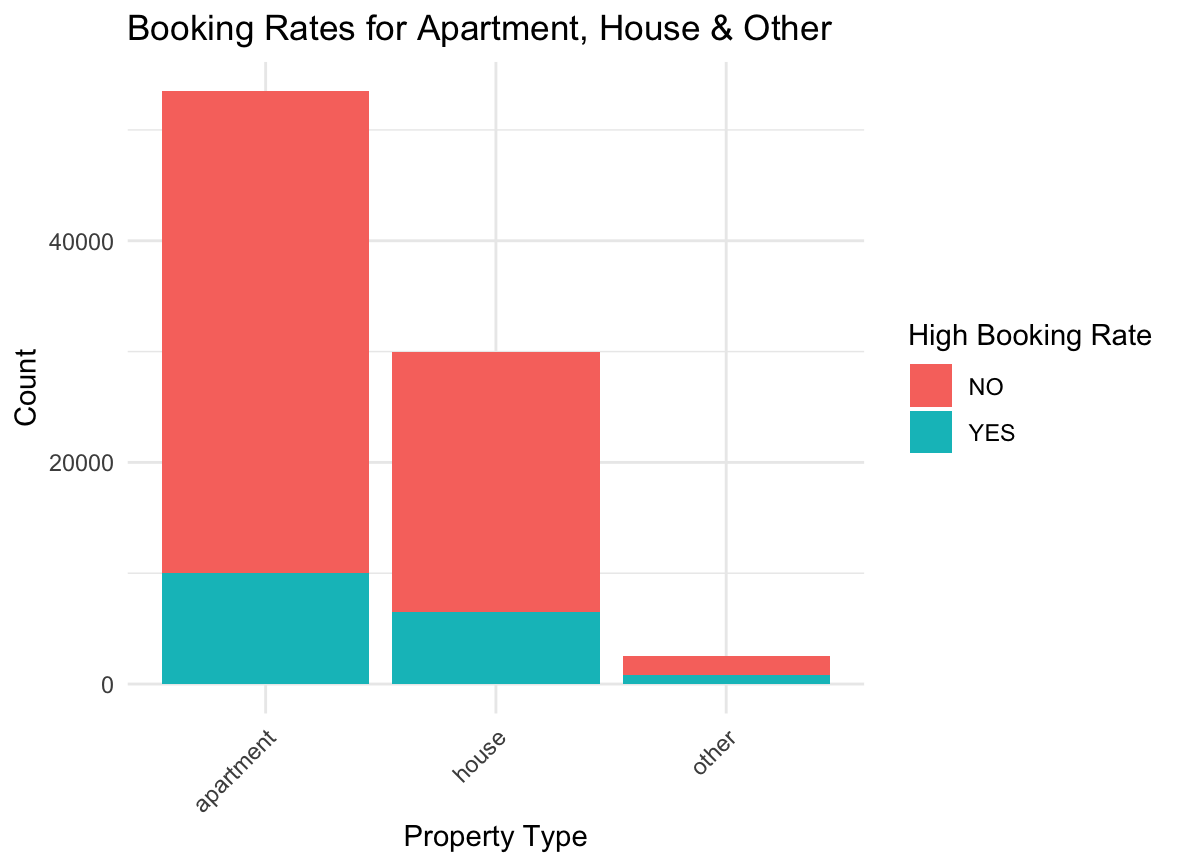 Booking Rates for Apartment, House & Other
Count
40000
20000
0
apartment
house
other
Property Type
High Booking Rate
NO
YES